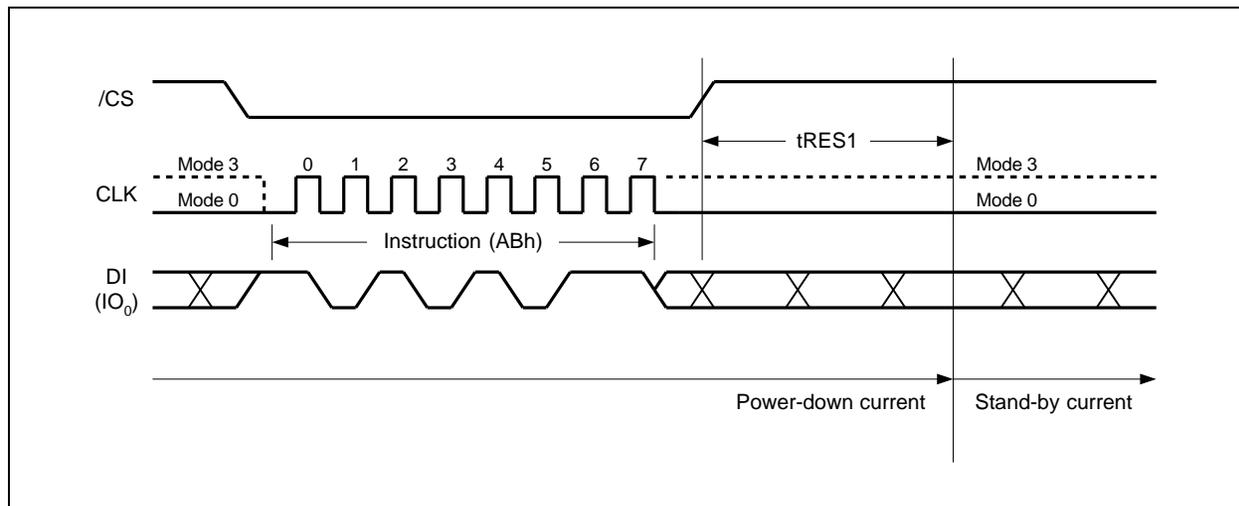 /CS
tRES1
Mode 3 0 1 2 3 4 5 6 7 Mode 3
CLK
Mode 0 Mode 0
Instruction (ABh)
DI
(IO₀)
Power-down current Stand-by current